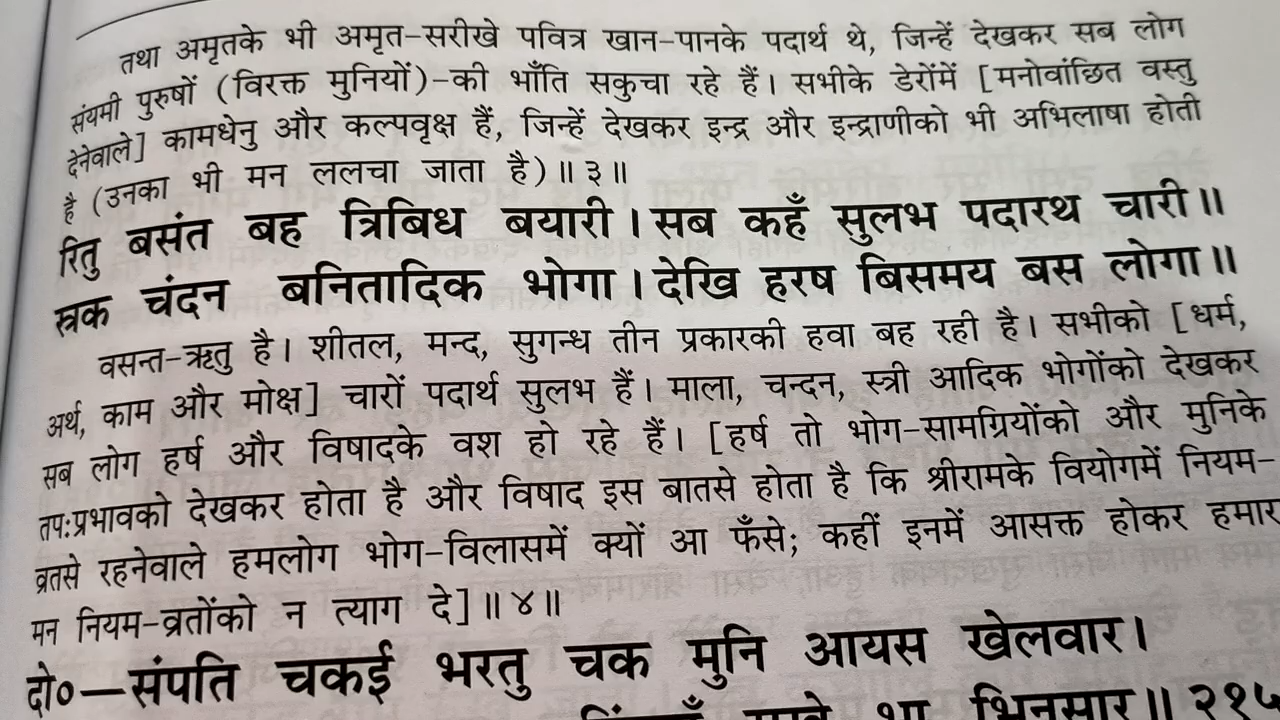 तथा अमृतके भी अमृत-सरीखे पवित्र खान-पानके पदार्थ थे, जिन्हें देखकर सब लोग
संयमी पुरुषों (विरक्त मुनियों)-की भाँति सकुचा रहे हैं। सभीके डेरोंमें [मनोवांछित वस्तु
देनेवाले] कामधेनु और कल्पवृक्ष हैं, जिन्हें देखकर इन्द्र और इन्द्राणीको भी अभिलाषा होती
है (उनका भी मन ललचा जाता है)॥ ३॥
रितु बसंत बह त्रिबिध बयारी। सब कहँ सुलभ पदारथ चारी॥
स्रक चंदन बनितादिक भोगा। देखि हरष बिसमय बस लोगा॥
वसन्त-ऋतु है। शीतल, मन्द, सुगन्ध तीन प्रकारकी हवा बह रही है। सभीको [धर्म,
अर्थ, काम और मोक्ष] चारों पदार्थ सुलभ हैं। माला, चन्दन, स्त्री आदिक भोगोंको देखकर
सब लोग हर्ष और विषादके वश हो रहे हैं। [हर्ष तो भोग-सामग्रियोंको और मुनिके
तप:प्रभावको देखकर होता है और विषाद इस बातसे होता है कि श्रीरामके वियोगमें नियम-
व्रतसे रहनेवाले हमलोग भोग-विलासमें क्यों आ फँसे; कहीं इनमें आसक्त होकर हमार
मन नियम-व्रतोंको न त्याग दे]॥ ४॥
दो०—संपति चकई भरतु चक मुनि आयस खेलवार।
भा भिनसार॥ २१५